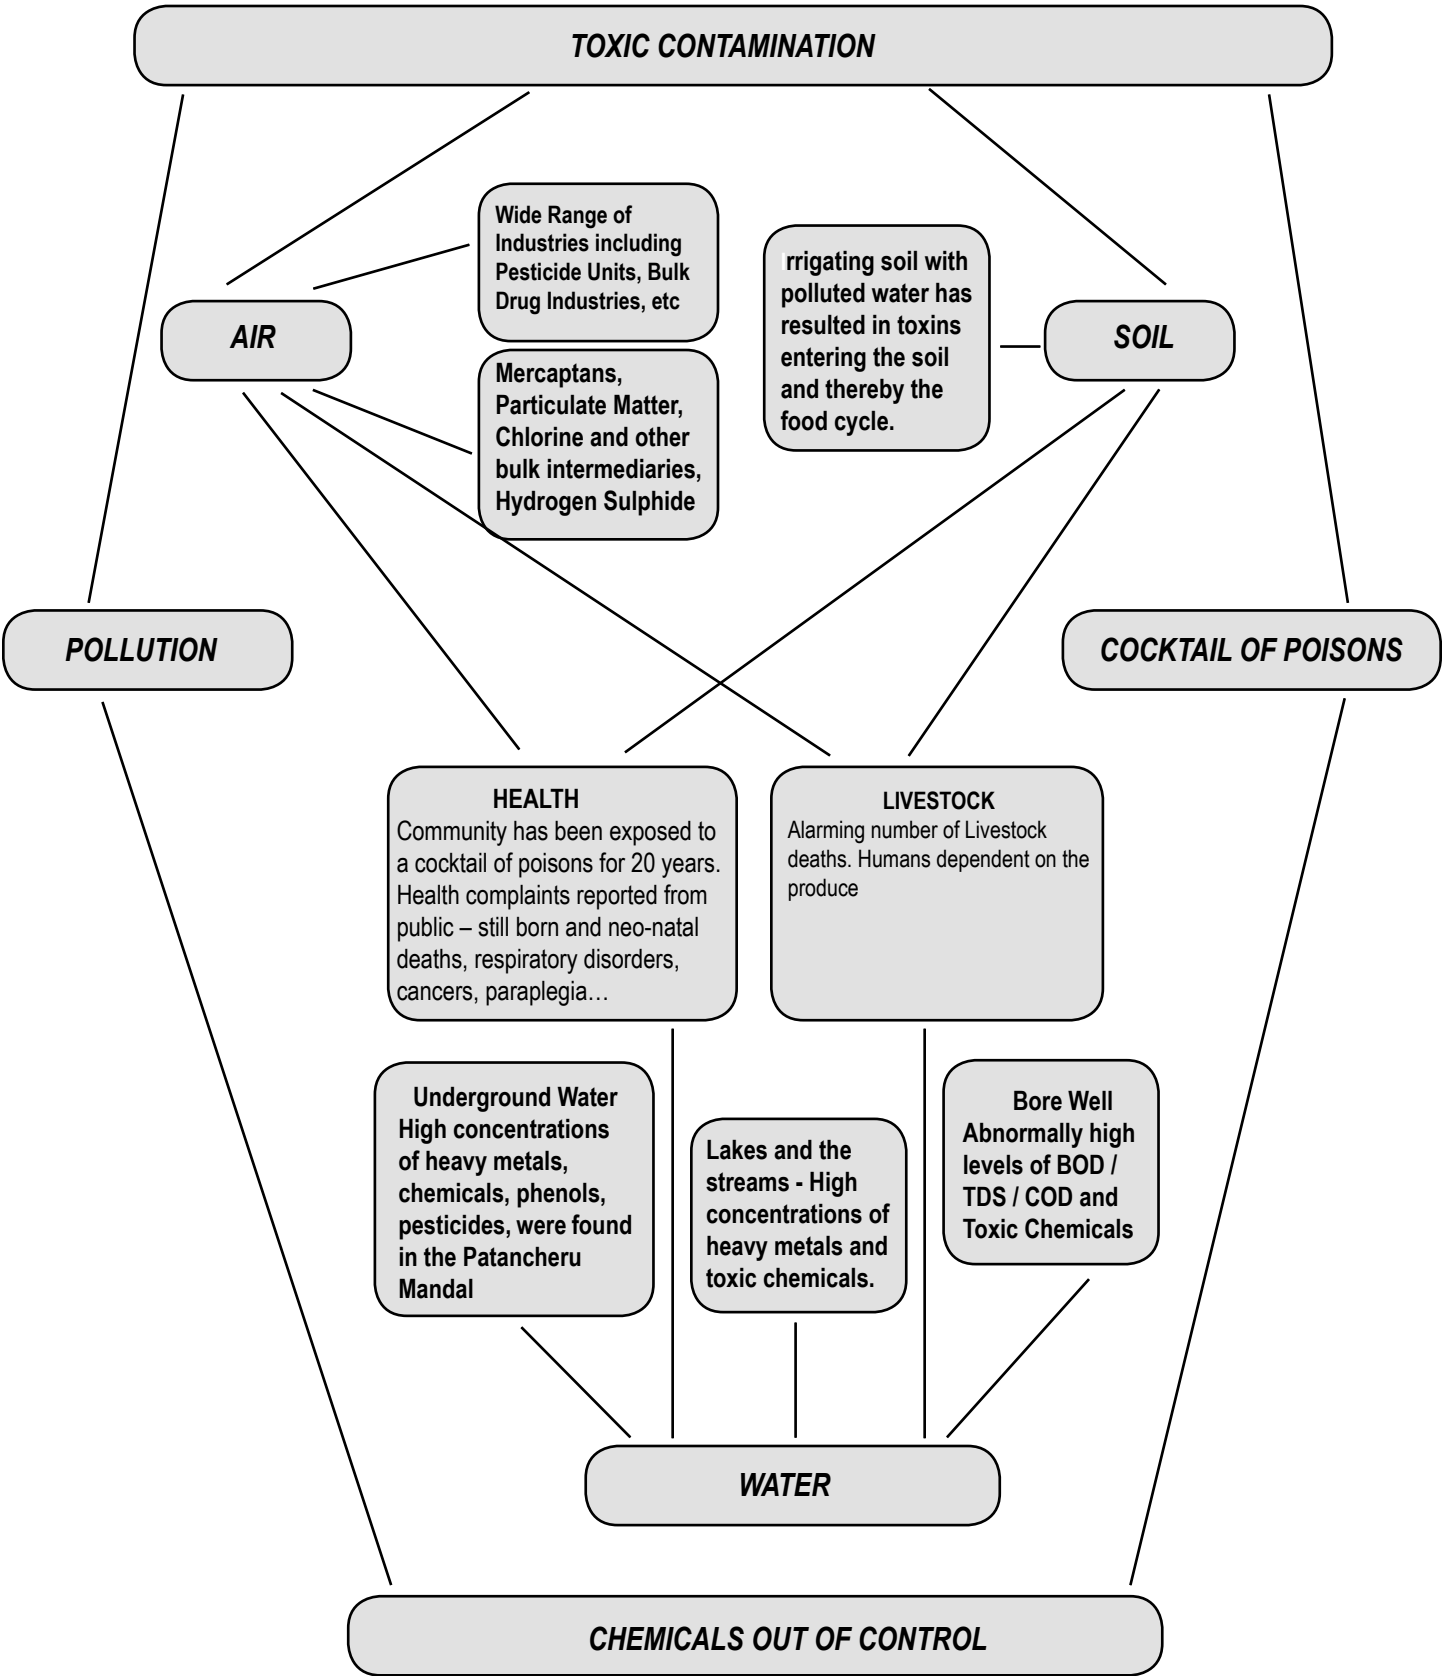 TOXIC CONTAMINATION
Wide Range of
Industries including
Pesticide Units, Bulk
Drug Industries, etc
Irrigating soil with
polluted water has
resulted in toxins
entering the soil
and thereby the
food cycle.
AIR
SOIL
Mercaptans,
Particulate Matter,
Chlorine and other
bulk intermediaries,
Hydrogen Sulphide
POLLUTION
COCKTAIL OF POISONS
HEALTH
Community has been exposed to
a cocktail of poisons for 20 years.
Health complaints reported from
public – still born and neo-natal
deaths, respiratory disorders,
cancers, paraplegia…
LIVESTOCK
Alarming number of Livestock
deaths. Humans dependent on the
produce
Underground Water
High concentrations
of heavy metals,
chemicals, phenols,
pesticides, were found
in the Patancheru
Mandal
Lakes and the
streams - High
concentrations of
heavy metals and
toxic chemicals.
Bore Well
Abnormally high
levels of BOD /
TDS / COD and
Toxic Chemicals
WATER
CHEMICALS OUT OF CONTROL